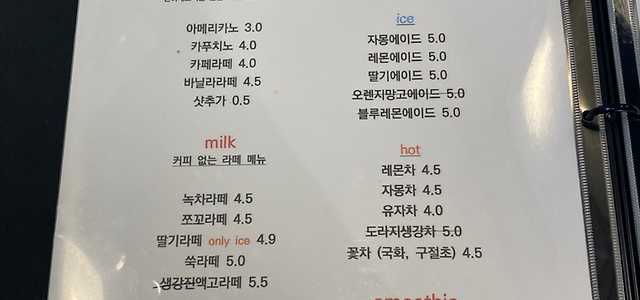 아메리카노 3.0
카푸치노 4.0
카페라떼 4.0
바닐라라떼 4.5
샷추가 0.5
milk
커피 없는 라떼 메뉴
녹차라떼 4.5
쪼꼬라떼 4.5
딸기라떼 only ice 4.9
쑥라떼 5.0
생강진액고라떼 5.5
ice
자몽에이드 5.0
레몬에이드 5.0
딸기에이드 5.0
오렌지망고에이드 5.0
블루레몬에이드 5.0
hot
레몬차 4.5
자몽차 4.5
유자차 4.0
도라지생강차 5.0
꽃차 (국화, 구절초) 4.5
smoothie